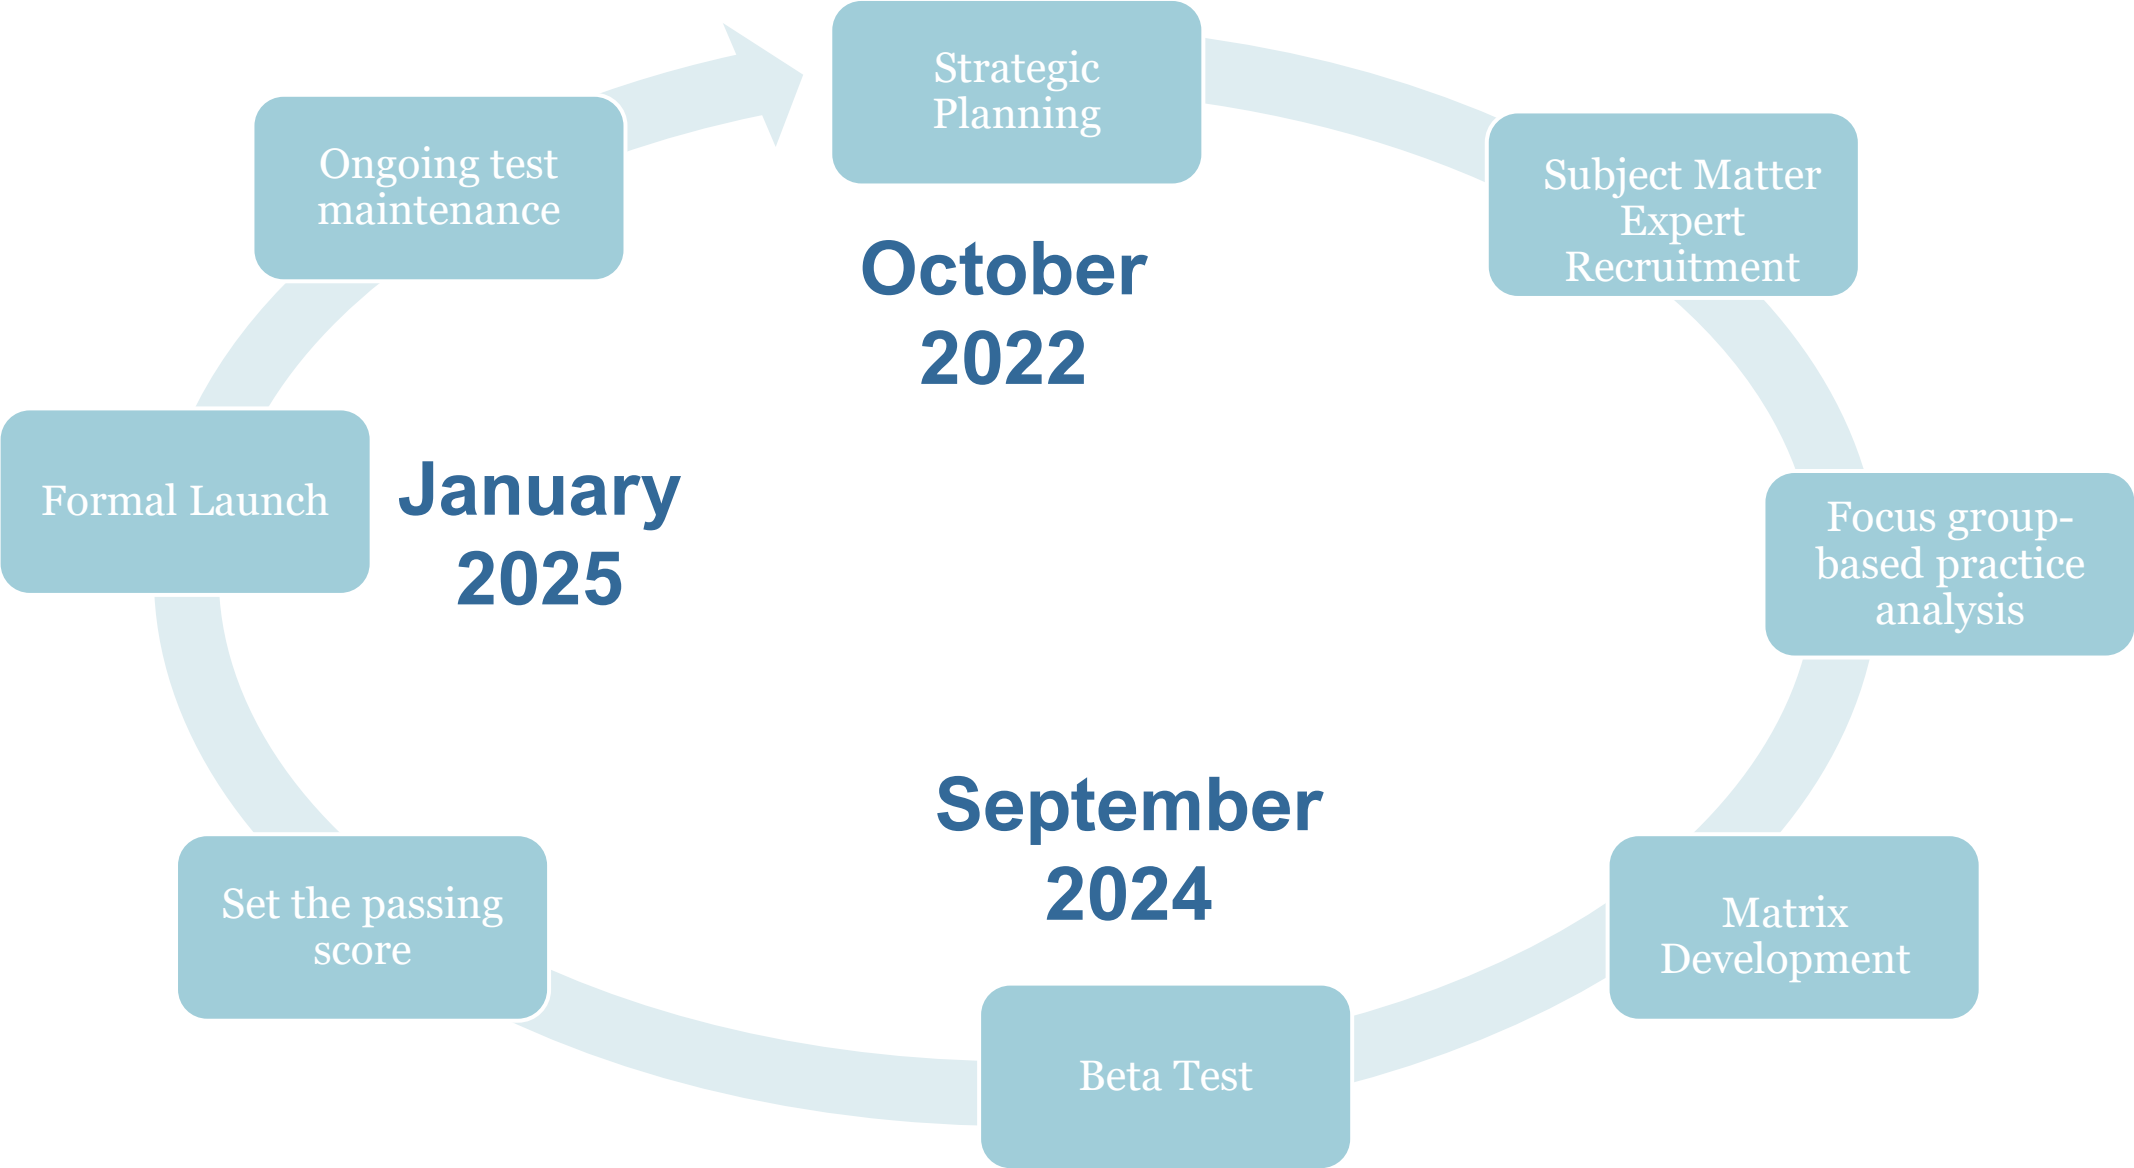 Strategic
Planning
October
2022
Subject Matter
Expert
Recruitment
Focus group-
based practice
analysis
Matrix
Development
September
2024
Beta Test
Set the passing
score
Formal Launch
January
2025
Ongoing test
maintenance